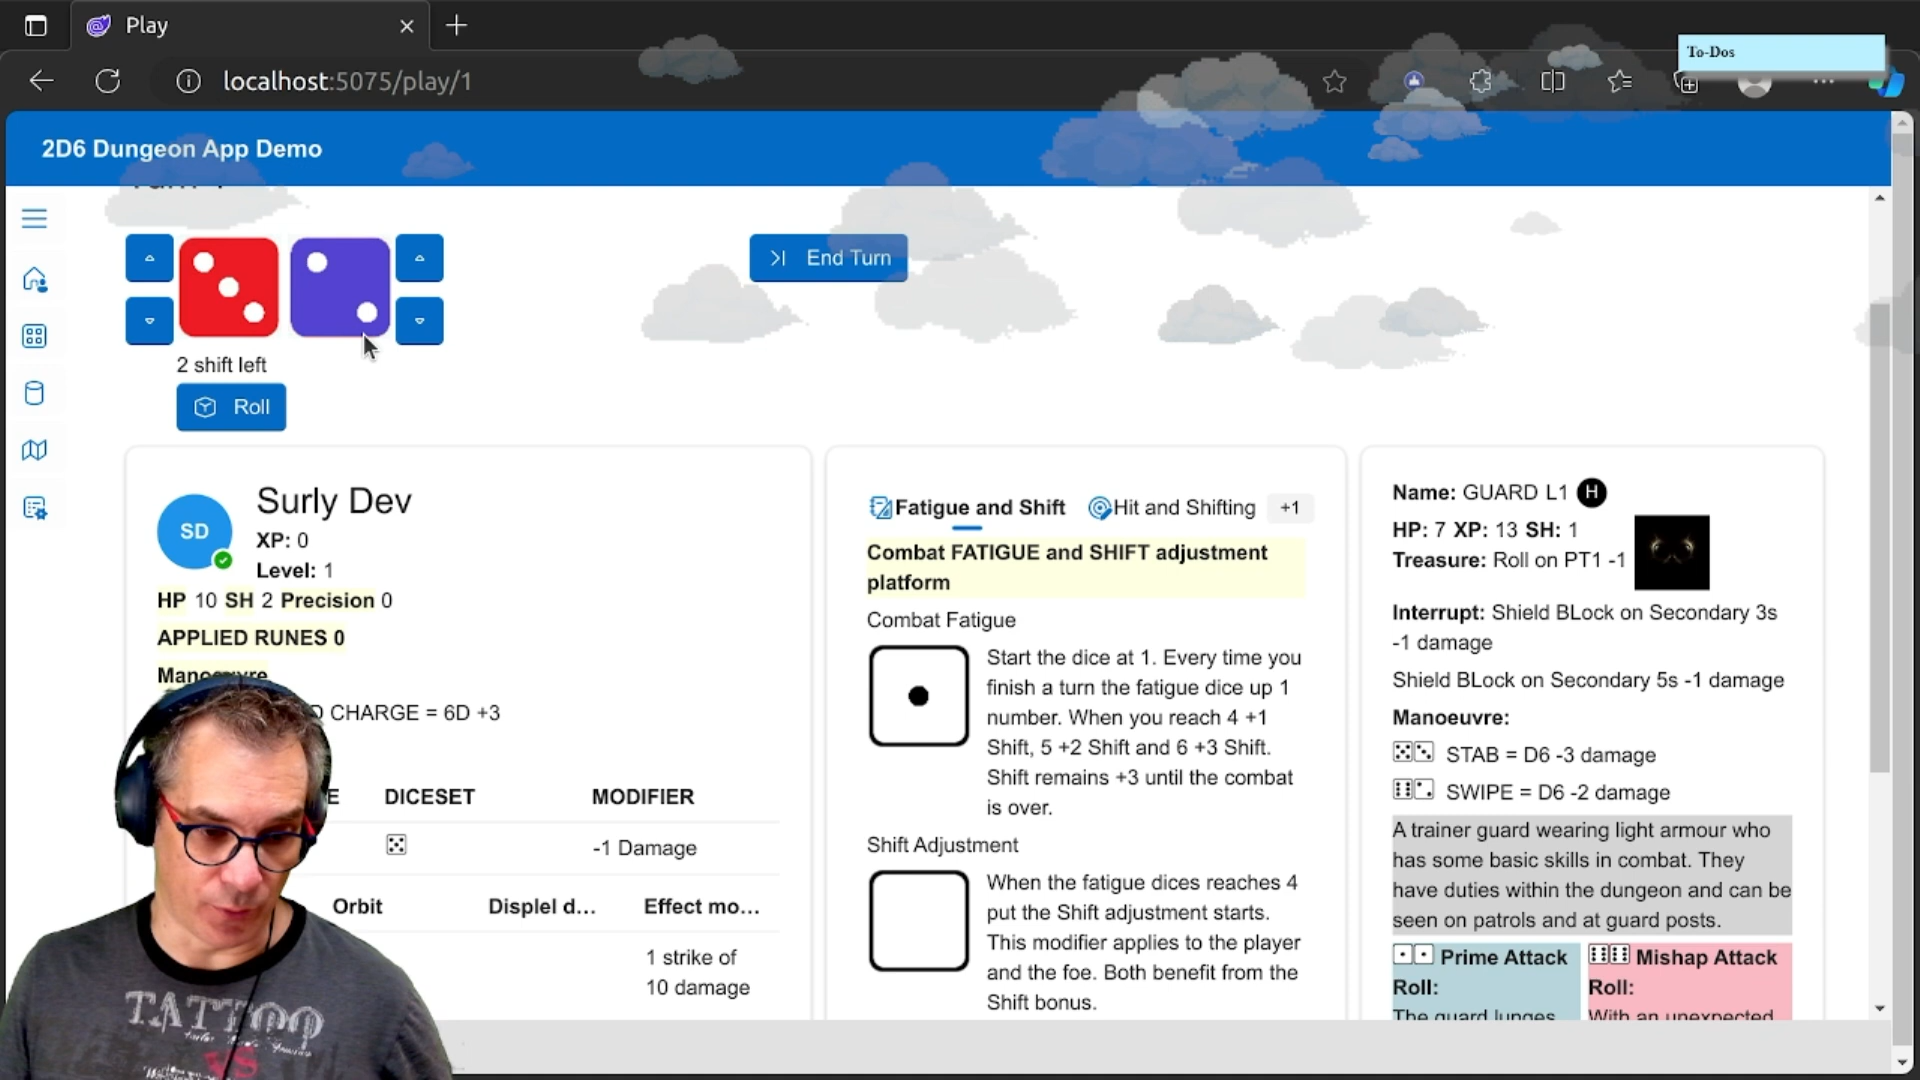 Play
To-Dos
localhost:5075/play/1
2D6 Dungeon App Demo
End Turn
2 shift left
Roll
SD
Surly Dev
XP: 0
Level: 1
HP 10 SH 2 Precision 0
APPLIED RUNES 0
Manoeuvre
CHARGE = 6D +3
DICESET
MODIFIER
-1 Damage
Orbit
Displel d...
Effect mo...
1 strike of
10 damage
TATTOO
Fatigue and Shift
Hit and Shifting
+1
Combat FATIGUE and SHIFT adjustment
platform
Combat Fatigue
Start the dice at 1. Every time you
finish a turn the fatigue dice up 1
number. When you reach 4 +1
Shift, 5 +2 Shift and 6 +3 Shift.
Shift remains +3 until the combat
is over.
Shift Adjustment
When the fatigue dices reaches 4
put the Shift adjustment starts.
This modifier applies to the player
and the foe. Both benefit from the
Shift bonus.
Name: GUARD L1 H
HP: 7 XP: 13 SH: 1
Treasure: Roll on PT1 -1
Interrupt: Shield BLock on Secondary 3s
-1 damage
Shield BLock on Secondary 5s -1 damage
Manoeuvre:
STAB = D6 -3 damage
SWIPE = D6 -2 damage
A trainer guard wearing light armour who
has some basic skills in combat. They
have duties within the dungeon and can be
seen on patrols and at guard posts.
Prime Attack
Roll:
The guard lunges
Mishap Attack
Roll:
With an unexpected